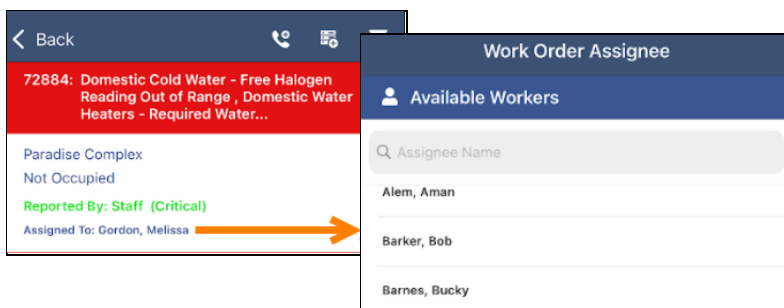 Back
72884: Domestic Cold Water - Free Halogen
Reading Out of Range , Domestic Water
Heaters - Required Water...
Paradise Complex
Not Occupied
Reported By: Staff (Critical)
Assigned To: Gordon, Melissa
Work Order Assignee
Available Workers
Assignee Name
Alem, Aman
Barker, Bob
Barnes, Bucky